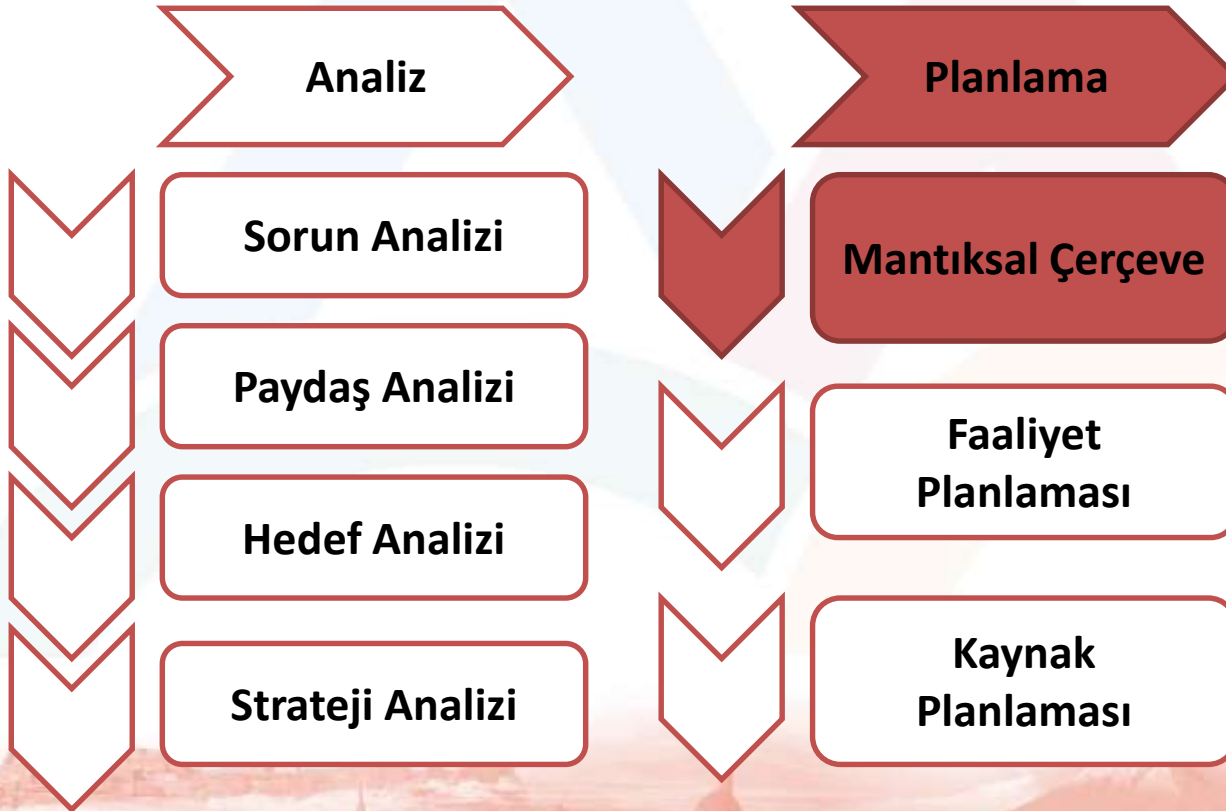 Analiz
Sorun Analizi
Paydaş Analizi
Hedef Analizi
Strateji Analizi
Planlama
Mantıksal Çerçeve
Faaliyet
Planlaması
Kaynak
Planlaması